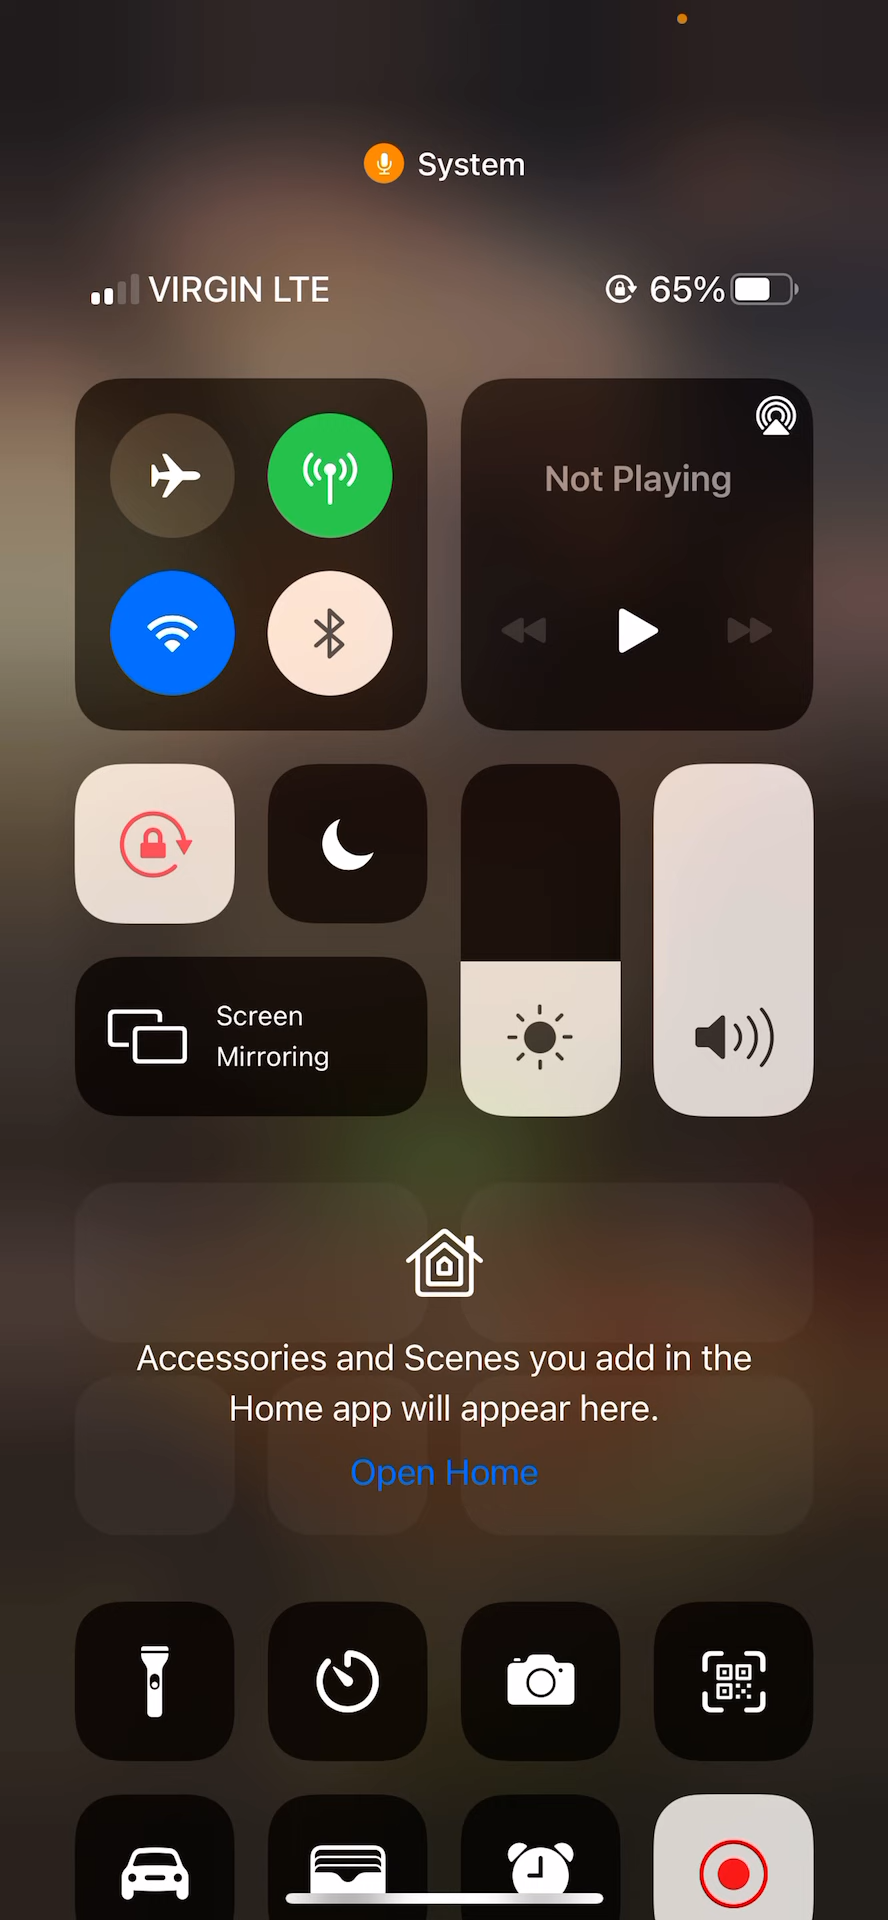 System
VIRGIN LTE
65%
Not Playing
Screen
Mirroring
Accessories and Scenes you add in the
Home app will appear here.
Open Home